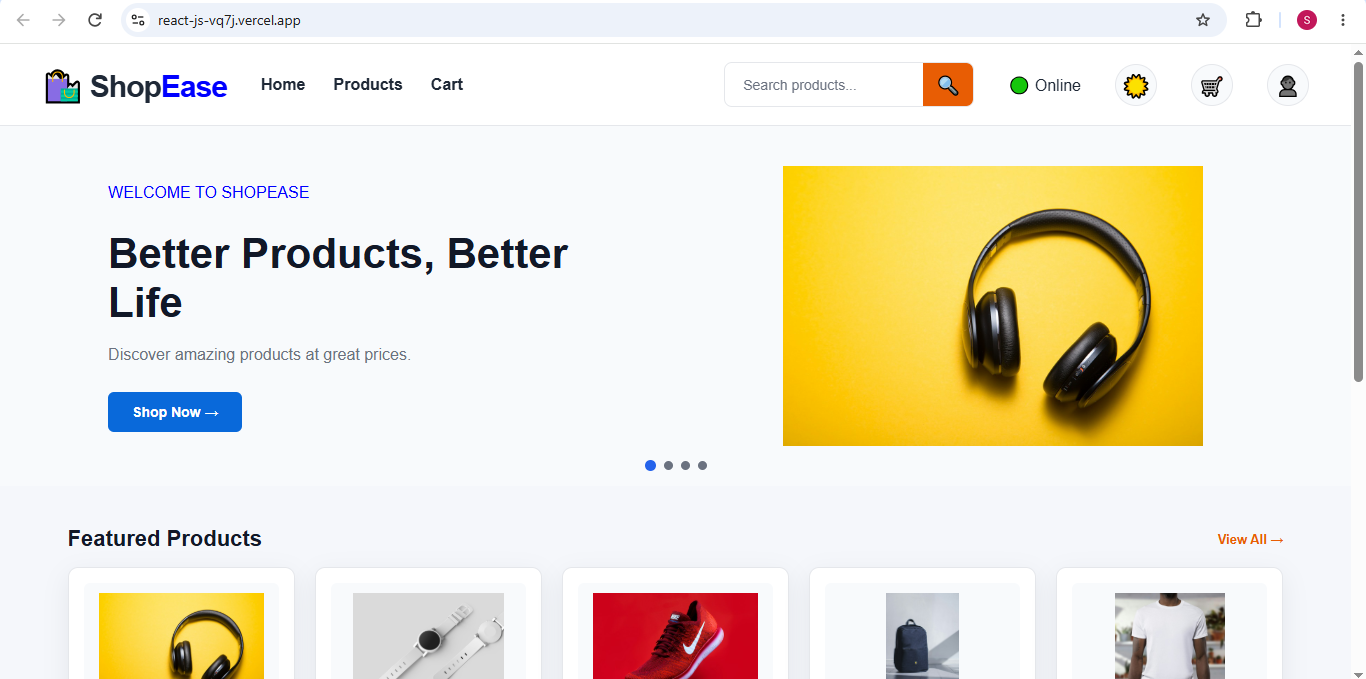 react-js-vq7j.vercel.app
S
ShopEase
Home
Products
Cart
Search products...
Online
WELCOME TO SHOPEASE
Better Products, Better
Life
Discover amazing products at great prices.
Shop Now →
Featured Products
View All →